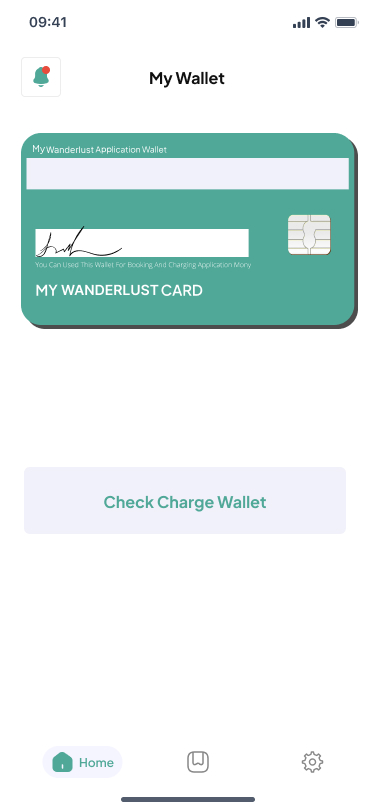 09:41
My Wallet
My Wanderlust Application Wallet
You Can Used This Wallet For Booking And Charging Application Mony
MY WANDERLUST CARD
Check Charge Wallet
Home